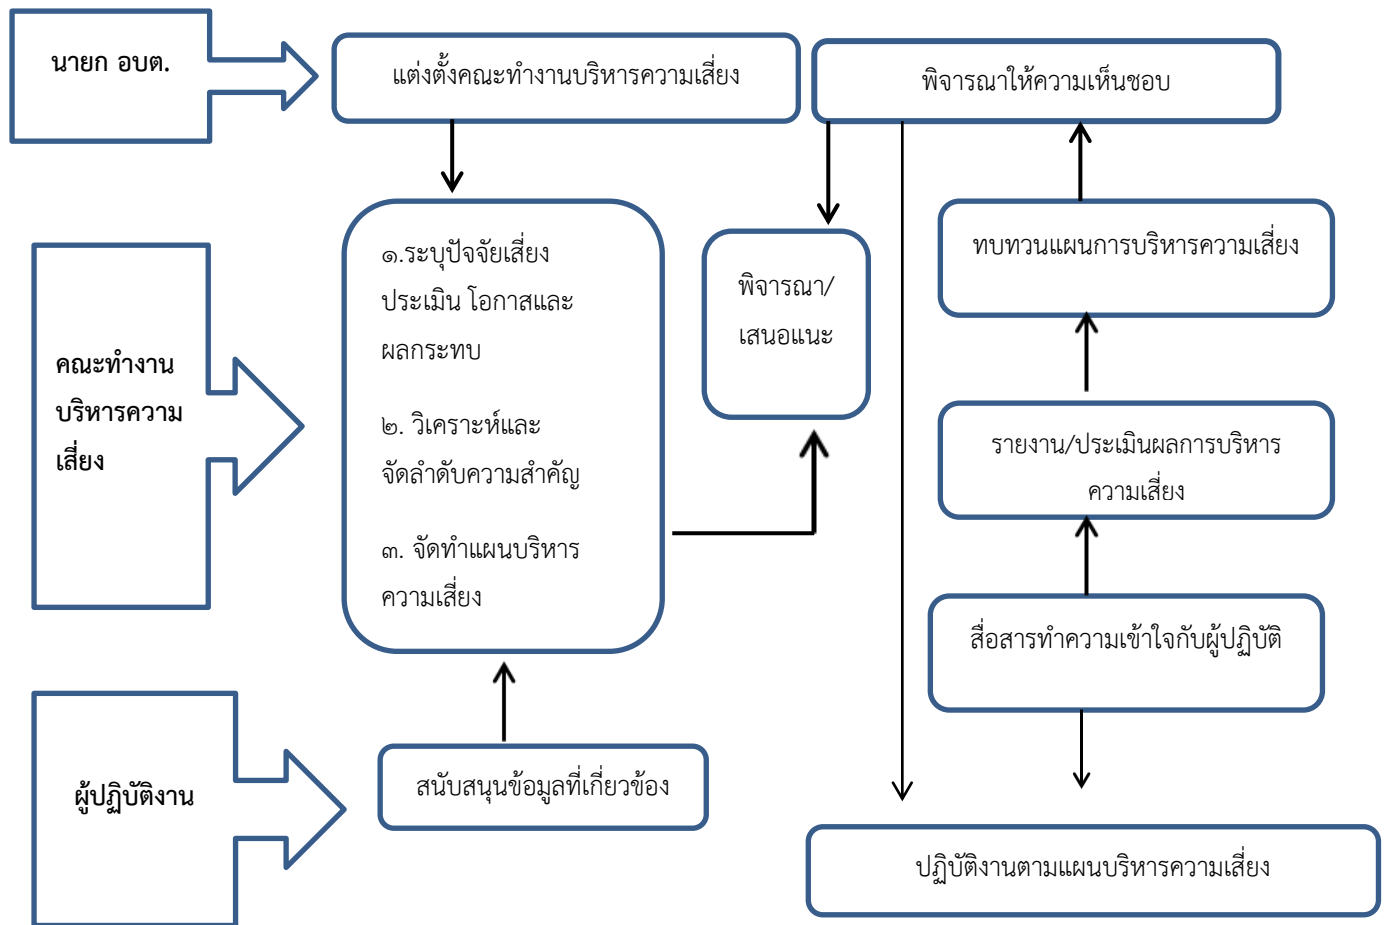 นายก อบต.
แต่งตั้งคณะทำงานบริหารความเสี่ยง
พิจารณาให้ความเห็นชอบ
คณะทำงาน
บริหารความ
เสี่ยง
๑.ระบุปัจจัยเสี่ยง
ประเมิน โอกาสและ
ผลกระทบ
๒. วิเคราะห์และ
จัดลำดับความสำคัญ
๓. จัดทำแผนบริหาร
ความเสี่ยง
พิจารณา/
เสนอแนะ
ทบทวนแผนการบริหารความเสี่ยง
รายงาน/ประเมินผลการบริหาร
ความเสี่ยง
สื่อสารทำความเข้าใจกับผู้ปฏิบัติ
ผู้ปฏิบัติงาน
สนับสนุนข้อมูลที่เกี่ยวข้อง
ปฏิบัติงานตามแผนบริหารความเสี่ยง